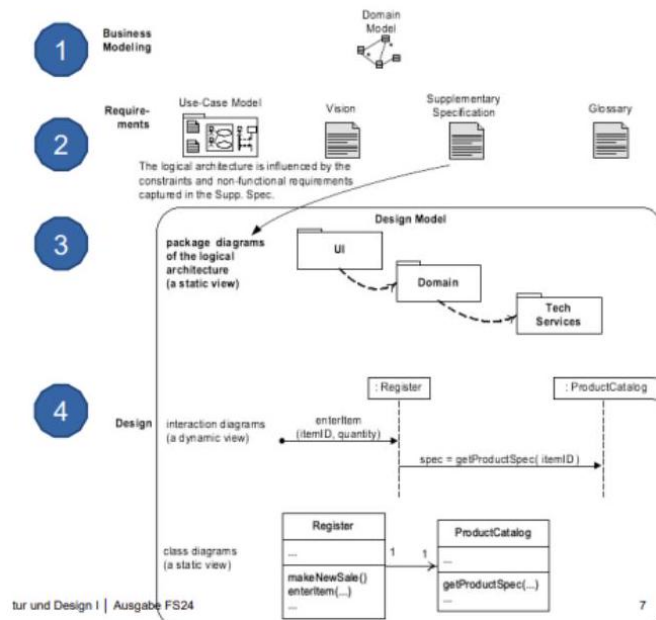 1
Business
Modeling
Domain
Model
2
Require-
ments
Use-Case Model
Vision
Supplementary
Specification
Glossary
The logical architecture is influenced by the
constraints and non-functional requirements
captured in the Supp. Spec.
3
Design Model
package diagrams
of the logical
architecture
(a static view)
UI
Domain
Tech
Services
4
Design
interaction diagrams
(a dynamic view)
: Register
: ProductCatalog
enterItem
(itemID, quantity)
spec = getProductSpec( itemID )
class diagrams
(a static view)
Register
...
makeNewSale()
enterItem(...)
...
1
1
ProductCatalog
...
getProductSpec(...)
...
tur und Design I | Ausgabe FS24
7